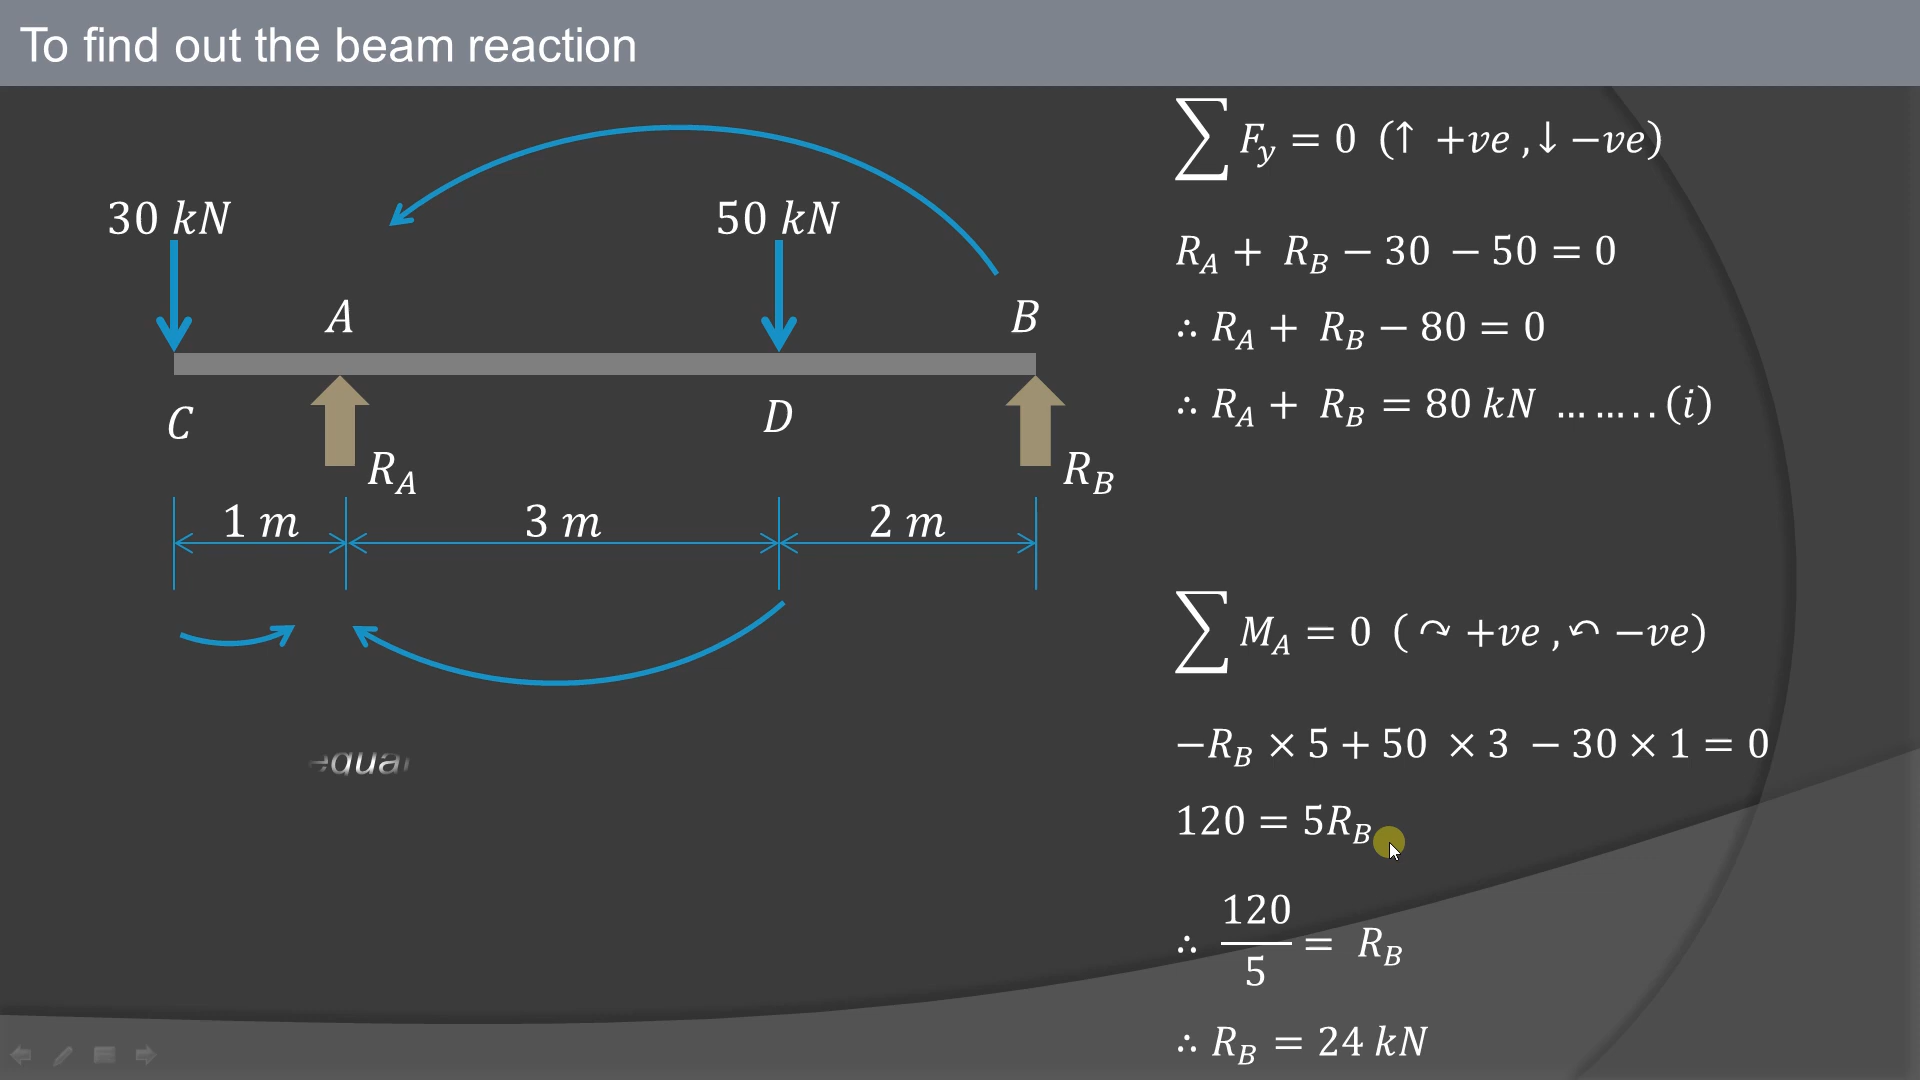 To find out the beam reaction
30 kN
50 kN
A
B
C
D
R_A
R_B
1 m
3 m
2 m
∑ F_y = 0 (↑ +ve ,↓ −ve)
R_A + R_B − 30 − 50 = 0
∴ R_A + R_B − 80 = 0
∴ R_A + R_B = 80 kN ……..(i)
∑ M_A = 0 (↷ +ve ,↶ −ve)
−R_B × 5 + 50 × 3 − 30 × 1 = 0
120 = 5R_B
∴ 120/5 = R_B
∴ R_B = 24 kN